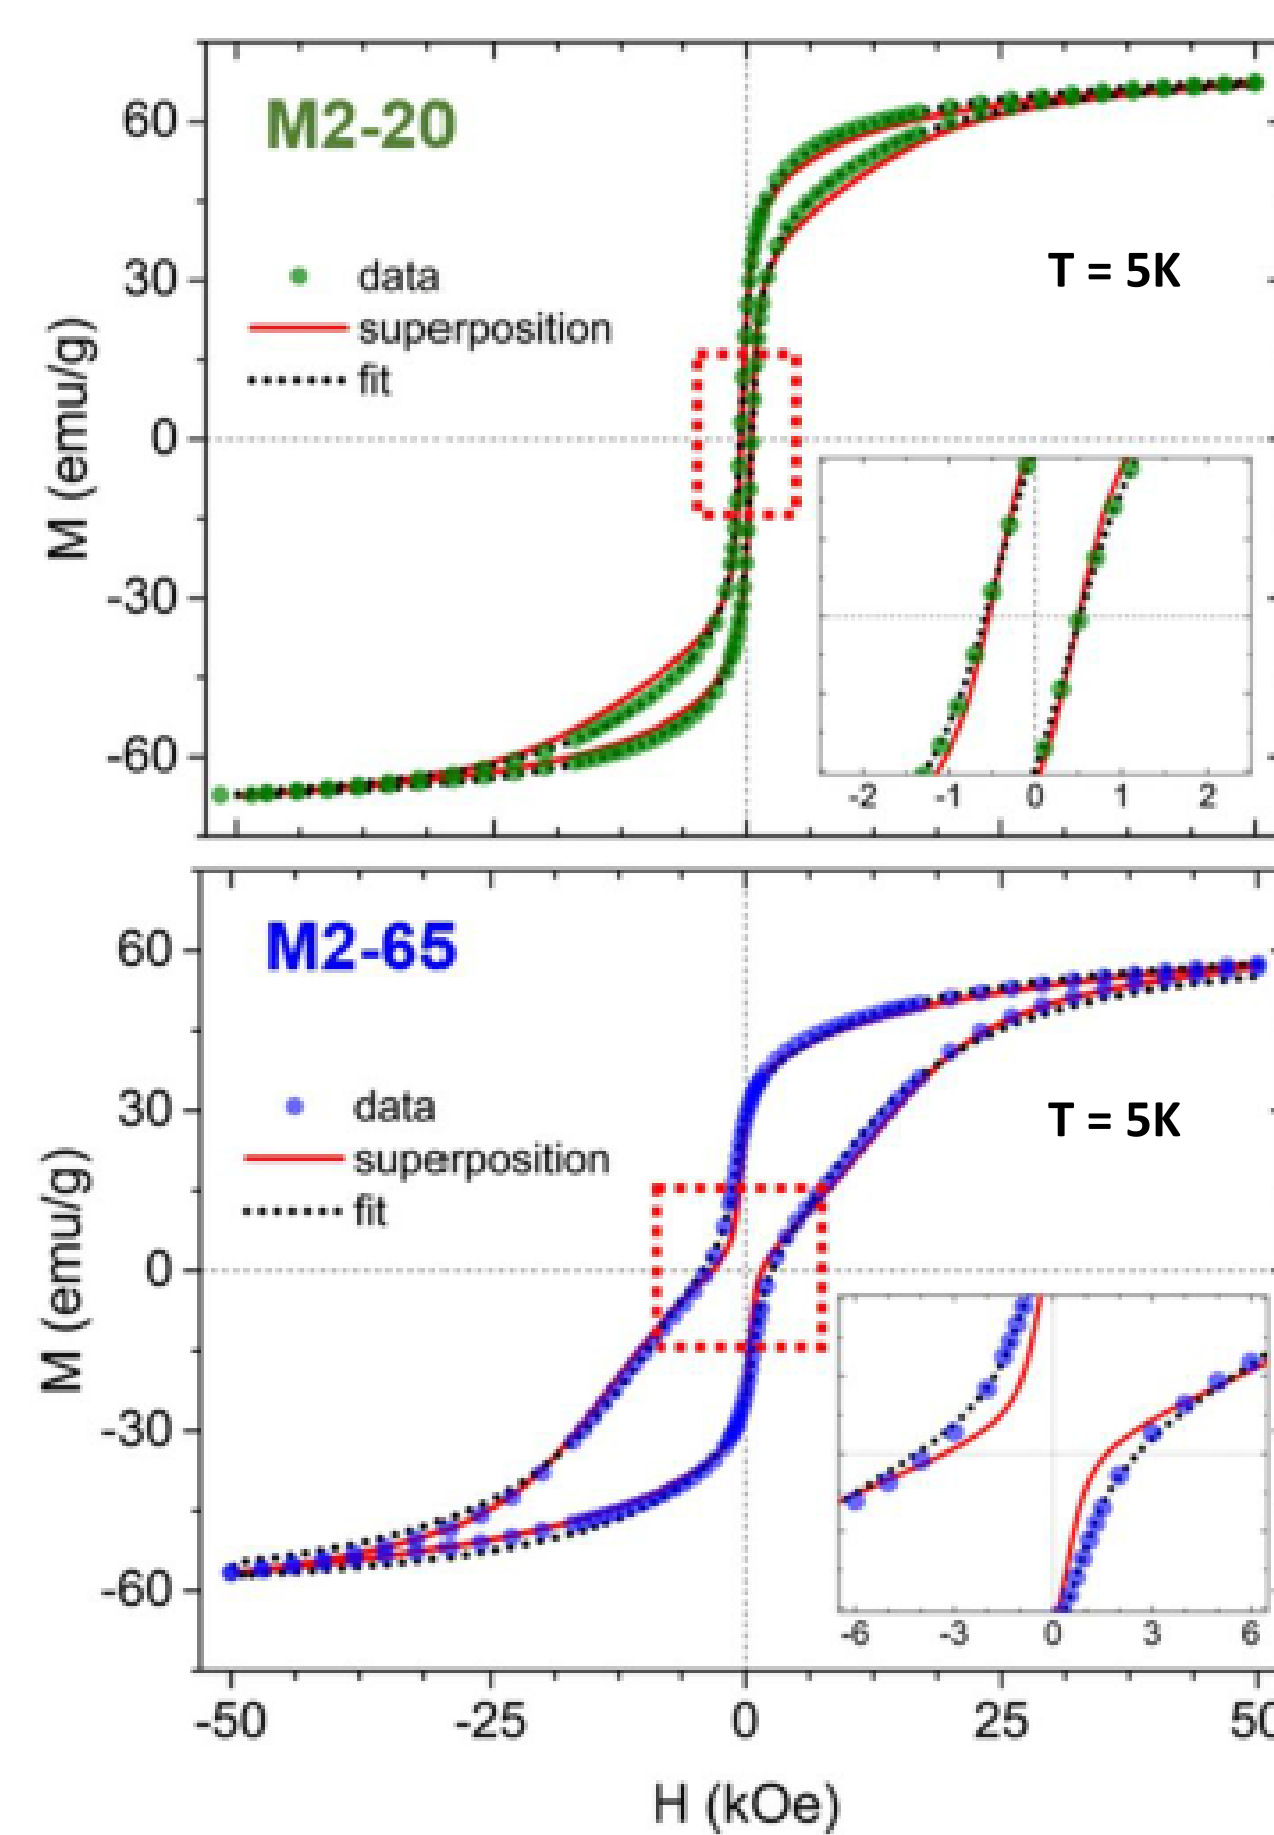 M2-20
60
30
0
-30
-60
M (emu/g)
data
superposition
fit
T = 5K
-2 -1 0 1 2
M2-65
60
30
0
-30
-60
M (emu/g)
data
superposition
fit
T = 5K
-6 -3 0 3 6
-50 -25 0 25 50
H (kOe)